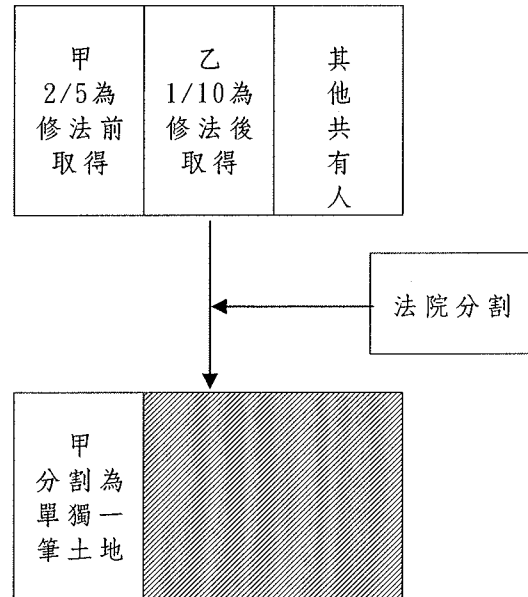 甲
2/5為
修法前
取得
乙
1/10為
修法後
取得
其他共有人
法院分割
甲
分割為
單獨一
筆土地